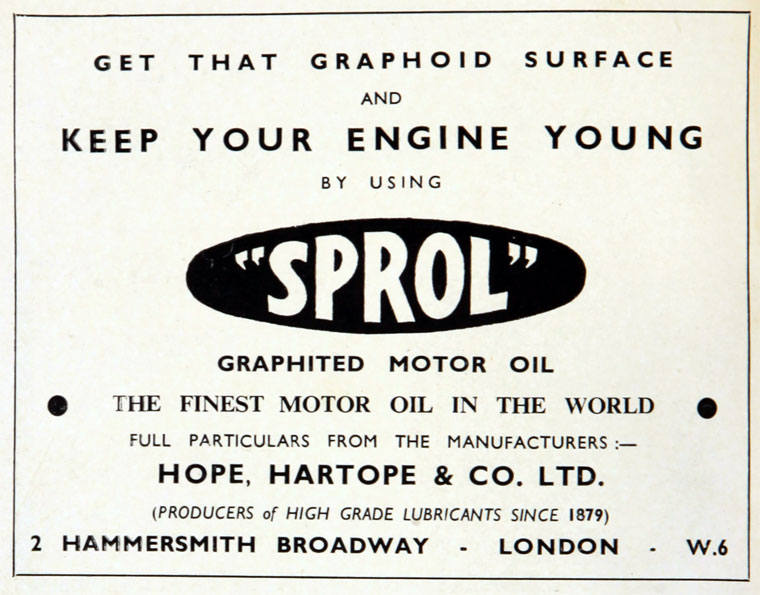 GET THAT GRAPHOID SURFACE
AND
KEEP YOUR ENGINE YOUNG
BY USING
"SPROL"
GRAPHITED MOTOR OIL
● THE FINEST MOTOR OIL IN THE WORLD ●
FULL PARTICULARS FROM THE MANUFACTURERS :—
HOPE, HARTOPE & CO. LTD.
(PRODUCERS of HIGH GRADE LUBRICANTS SINCE 1879)
2 HAMMERSMITH BROADWAY - LONDON - W.6